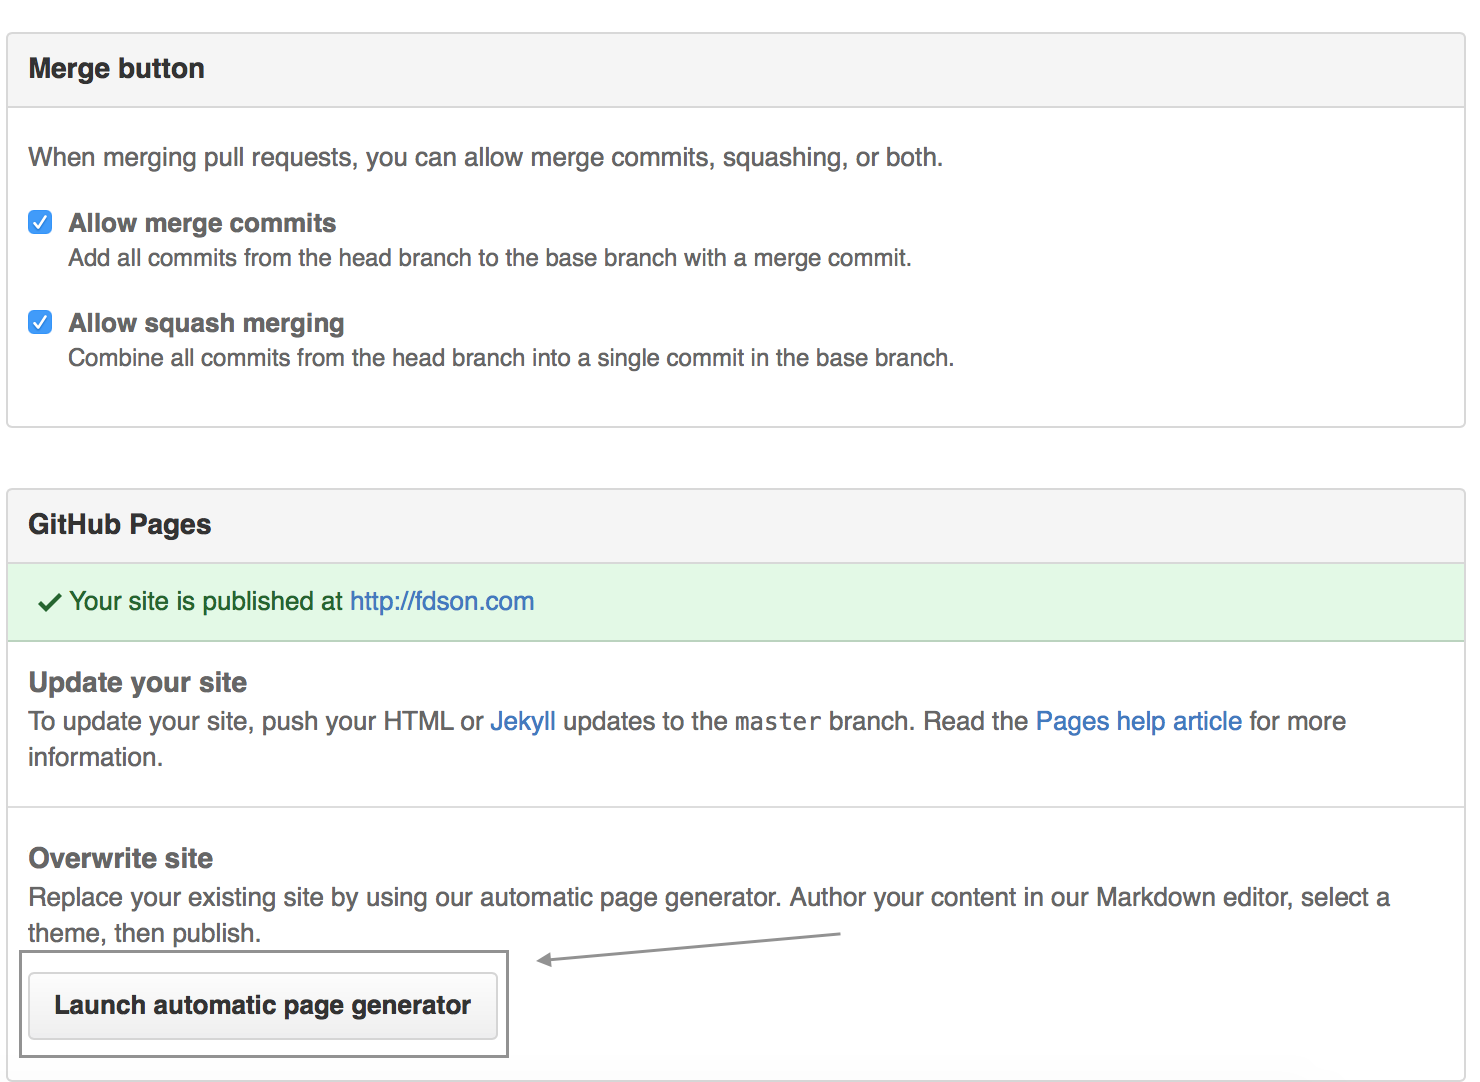 Merge button
When merging pull requests, you can allow merge commits, squashing, or both.
Allow merge commits
Add all commits from the head branch to the base branch with a merge commit.
Allow squash merging
Combine all commits from the head branch into a single commit in the base branch.
GitHub Pages
Your site is published at http://fdson.com
Update your site
To update your site, push your HTML or Jekyll updates to the master branch. Read the Pages help article for more
information.
Overwrite site
Replace your existing site by using our automatic page generator. Author your content in our Markdown editor, select a
theme, then publish.
Launch automatic page generator